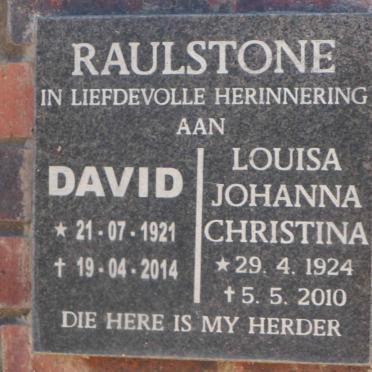 RAULSTONE
IN LIEFDEVOLLE HERINNERING
AAN
DAVID
★ 21-07-1921
† 19-04-2014
LOUISA
JOHANNA
CHRISTINA
★ 29. 4. 1924
† 5. 5. 2010
DIE HERE IS MY HERDER